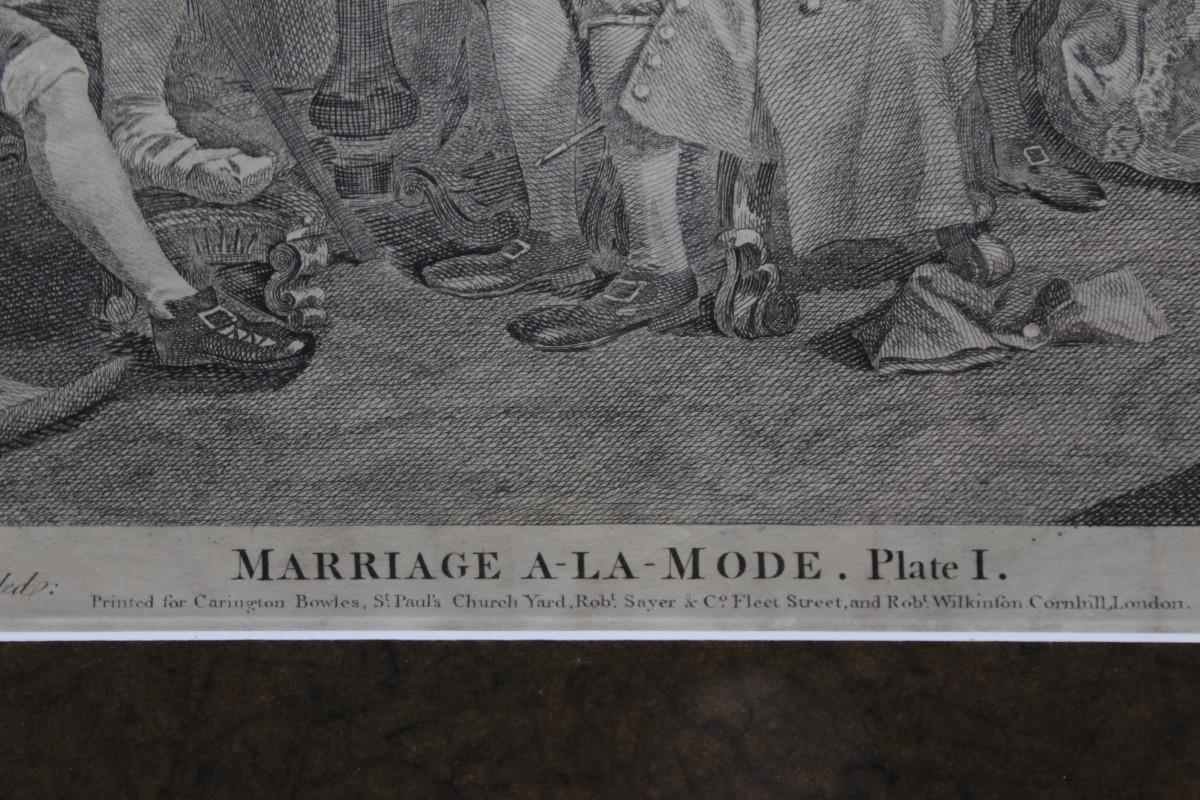 MARRIAGE A-LA-MODE. Plate I.
Printed for Carington Bowles, St. Paul's Church Yard, Robt. Sayer & Co. Fleet Street, and Robt. Wilkinſon Cornhill, London.